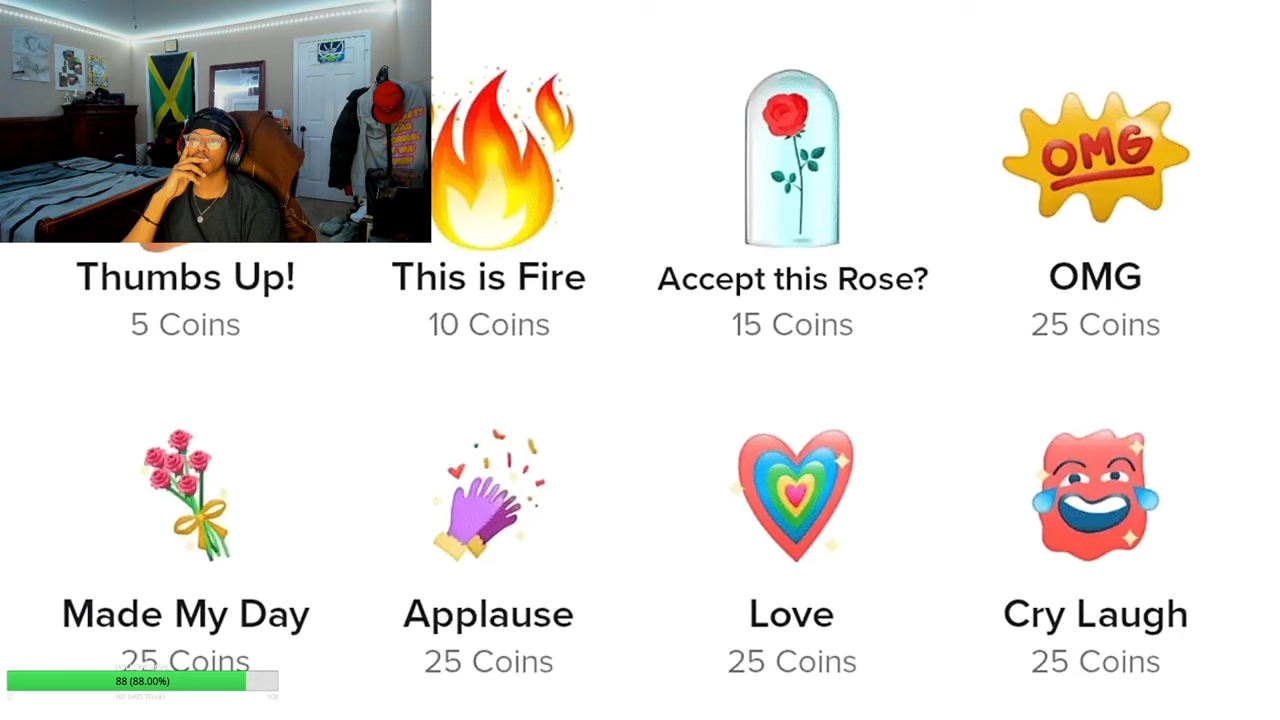 OMG
Thumbs Up!
This is Fire
Accept this Rose?
OMG
5 Coins
10 Coins
15 Coins
25 Coins
Made My Day
Applause
Love
Cry Laugh
25 Coins
25 Coins
25 Coins
25 Coins
88 (88.00%)
100